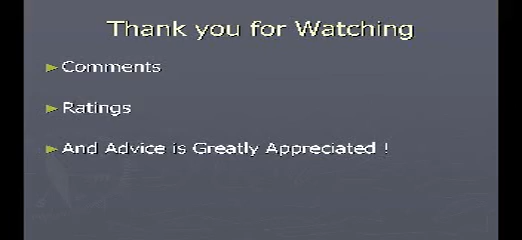 Thank you for Watching
Comments
Ratings
And Advice is Greatly Appreciated !